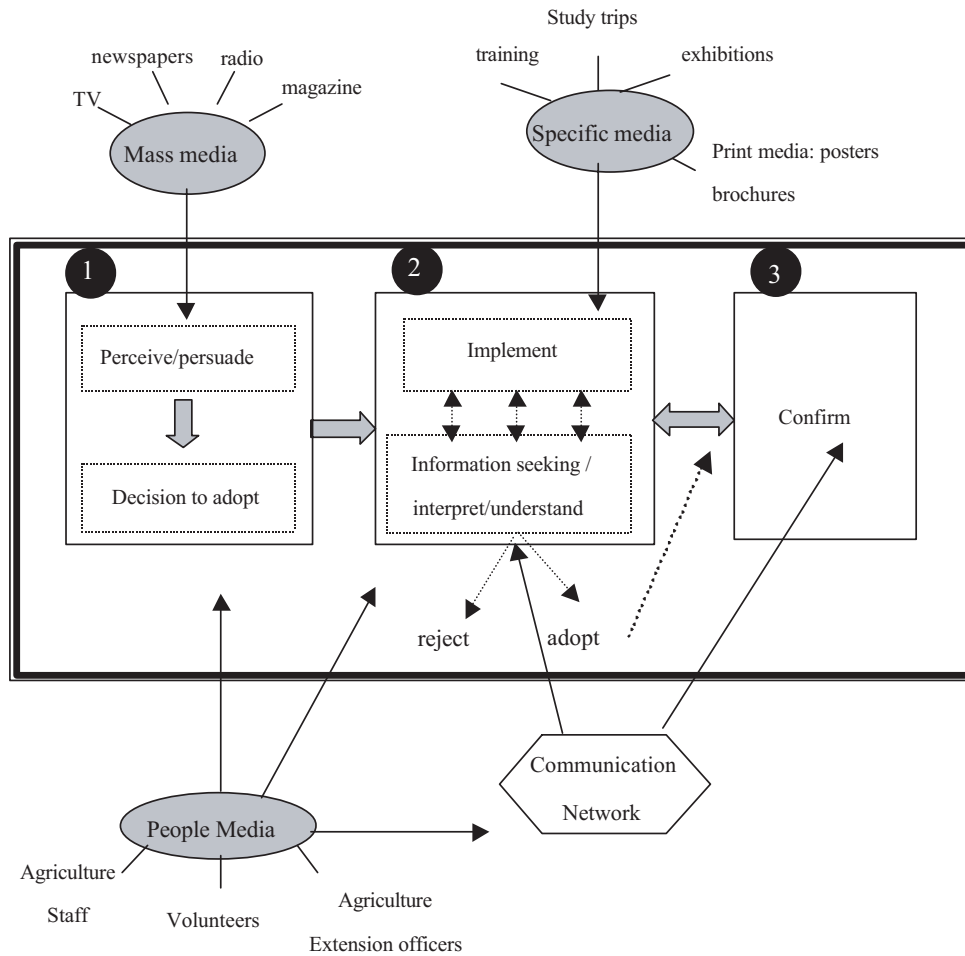 Study trips
newspapers
radio
training
exhibitions
TV
magazine
Mass media
Specific media
Print media: posters
brochures
1
2
3
Perceive/persuade
Implement
Confirm
Decision to adopt
Information seeking /
interpret/understand
reject
adopt
Communication
Network
People Media
Agriculture
Staff
Volunteers
Agriculture
Extension officers